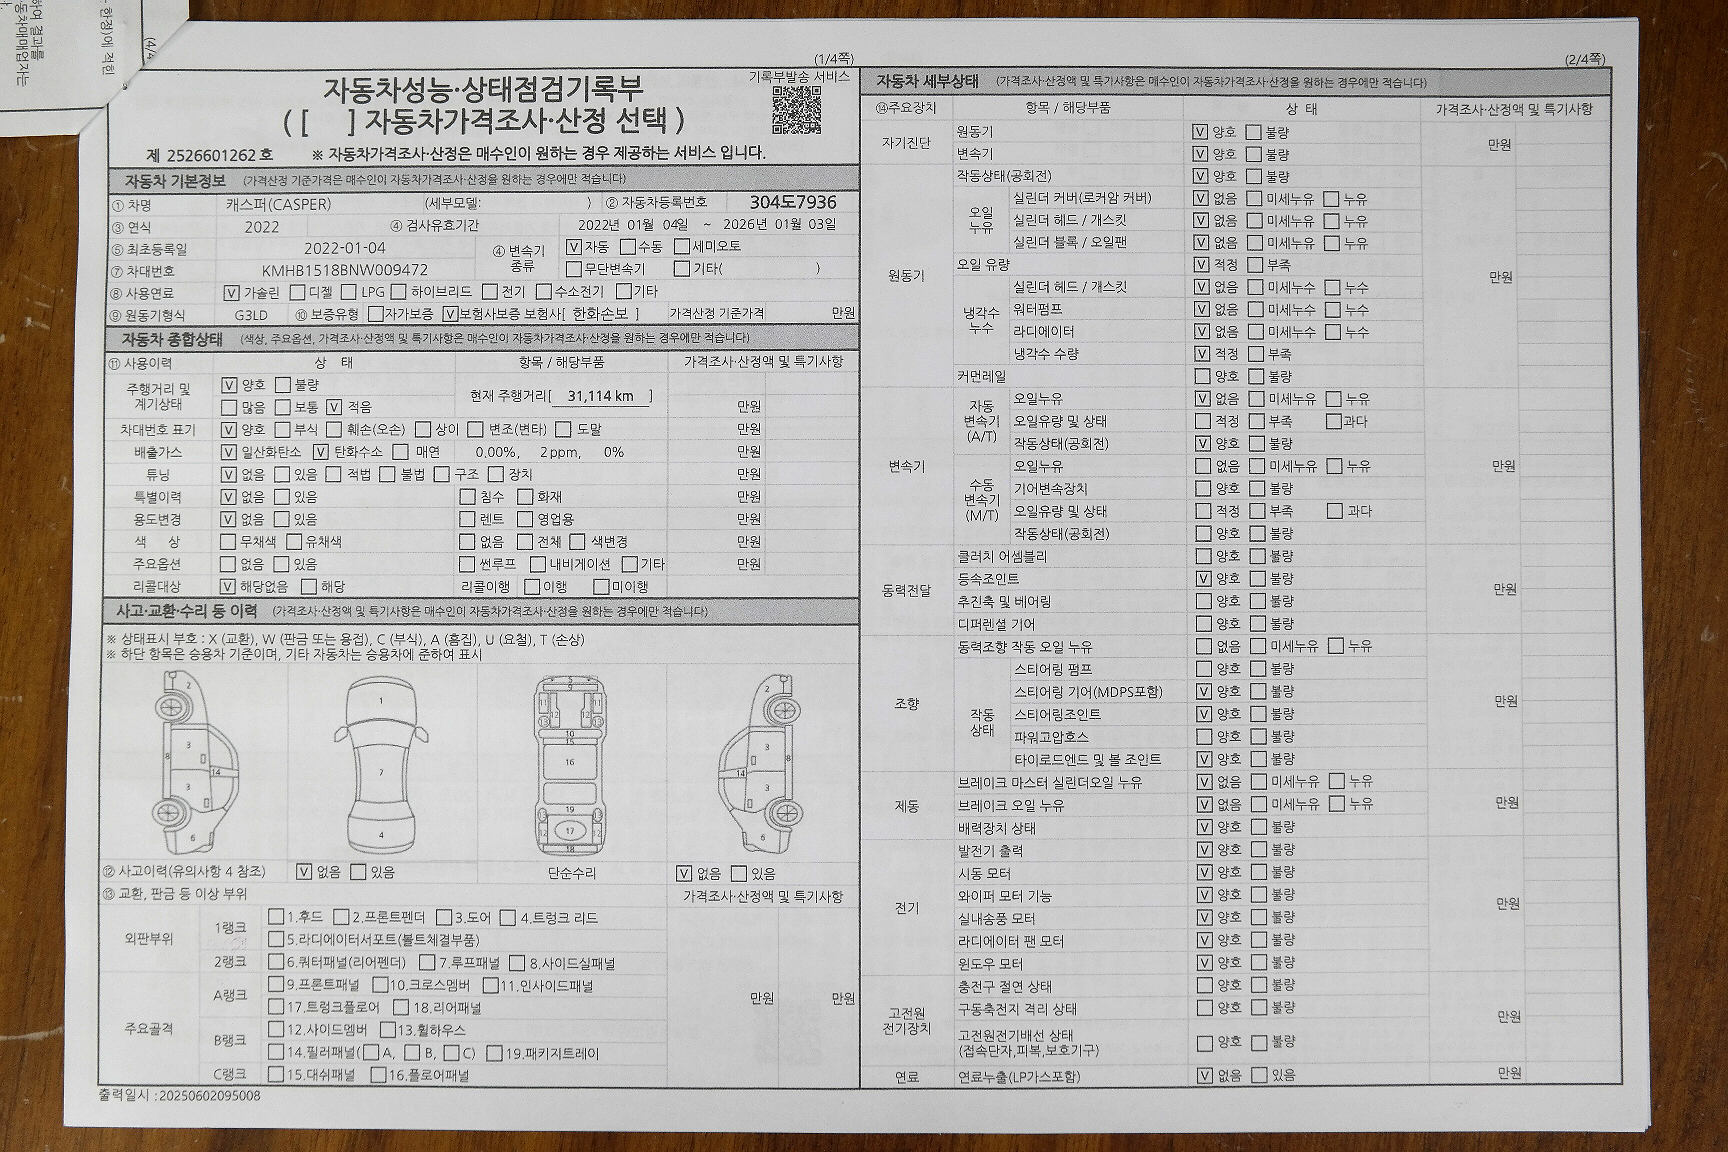 한정)에 적힌
하여 결과를
동차매매업자는
(4/4
(1/4쪽)
자동차성능·상태점검기록부
( [ ] 자동차가격조사·산정 선택 )
기록부발송 서비스
제 2526601262 호 ※ 자동차가격조사·산정은 매수인이 원하는 경우 제공하는 서비스 입니다.
자동차 기본정보 (가격산정 기준가격은 매수인이 자동차가격조사·산정을 원하는 경우에만 적습니다)
① 차명 캐스퍼(CASPER) (세부모델: ) ② 자동차등록번호 304도7936
③ 연식 2022 ④ 검사유효기간 2022년 01월 04일 ~ 2026년 01월 03일
⑤ 최초등록일 2022-01-04 ④ 변속기 종류 [V]자동 [ ]수동 [ ]세미오토
⑦ 차대번호 KMHB1518BNW009472 [ ]무단변속기 [ ]기타( )
⑧ 사용연료 [V]가솔린 [ ]디젤 [ ]LPG [ ]하이브리드 [ ]전기 [ ]수소전기 [ ]기타
⑨ 원동기형식 G3LD ⑩ 보증유형 [ ]자가보증 [V]보험사보증 보험사[ 한화손보 ] 가격산정 기준가격 만원
자동차 종합상태 (색상, 주요옵션, 가격조사·산정액 및 특기사항은 매수인이 자동차가격조사·산정을 원하는 경우에만 적습니다)
⑪ 사용이력 상 태 항목 / 해당부품 가격조사·산정액 및 특기사항
주행거리 및 계기상태 [V]양호 [ ]불량 현재 주행거리[ 31,114 km ]
[ ]많음 [ ]보통 [V]적음 만원
차대번호 표기 [V]양호 [ ]부식 [ ]훼손(오손) [ ]상이 [ ]변조(변타) [ ]도말 만원
배출가스 [V]일산화탄소 [V]탄화수소 [ ]매연 0.00%, 2ppm, 0% 만원
튜닝 [V]없음 [ ]있음 [ ]적법 [ ]불법 [ ]구조 [ ]장치 만원
특별이력 [V]없음 [ ]있음 [ ]침수 [ ]화재 만원
용도변경 [V]없음 [ ]있음 [ ]렌트 [ ]영업용 만원
색 상 [ ]무채색 [ ]유채색 [ ]없음 [ ]전체 [ ]색변경 만원
주요옵션 [ ]없음 [ ]있음 [ ]썬루프 [ ]내비게이션 [ ]기타 만원
리콜대상 [V]해당없음 [ ]해당 리콜이행 [ ]이행 [ ]미이행
사고·교환·수리 등 이력 (가격조사·산정액 및 특기사항은 매수인이 자동차가격조사·산정을 원하는 경우에만 적습니다)
※ 상태표시 부호 : X (교환), W (판금 또는 용접), C (부식), A (흠집), U (요철), T (손상)
※ 하단 항목은 승용차 기준이며, 기타 자동차는 승용차에 준하여 표시
2 3 8 14 3 6
1 7 4
5 9 11 12 12 11 13 13 10 15 16 19 13 13 12 17 12 18
2 3 8 14 3 6
⑫ 사고이력(유의사항 4 참조) [V]없음 [ ]있음 단순수리 [V]없음 [ ]있음
⑬ 교환, 판금 등 이상 부위 가격조사·산정액 및 특기사항
외판부위 1랭크 [ ]1.후드 [ ]2.프론트펜더 [ ]3.도어 [ ]4.트렁크 리드
[ ]5.라디에이터서포트(볼트체결부품)
2랭크 [ ]6.쿼터패널(리어펜더) [ ]7.루프패널 [ ]8.사이드실패널
주요골격 A랭크 [ ]9.프론트패널 [ ]10.크로스멤버 [ ]11.인사이드패널
[ ]17.트렁크플로어 [ ]18.리어패널 만원 만원
B랭크 [ ]12.사이드멤버 [ ]13.휠하우스
[ ]14.필러패널( [ ]A, [ ]B, [ ]C) [ ]19.패키지트레이
C랭크 [ ]15.대쉬패널 [ ]16.플로어패널
출력일시 : 20250602095008
(2/4쪽)
자동차 세부상태 (가격조사·산정액 및 특기사항은 매수인이 자동차가격조사·산정을 원하는 경우에만 적습니다)
⑭주요장치 항목 / 해당부품 상 태 가격조사·산정액 및 특기사항
자기진단 원동기 [V]양호 [ ]불량 만원
변속기 [V]양호 [ ]불량
원동기 작동상태(공회전) [V]양호 [ ]불량 만원
오일 누유 실린더 커버(로커암 커버) [V]없음 [ ]미세누유 [ ]누유
실린더 헤드 / 개스킷 [V]없음 [ ]미세누유 [ ]누유
실린더 블록 / 오일팬 [V]없음 [ ]미세누유 [ ]누유
오일 유량 [V]적정 [ ]부족
냉각수 누수 실린더 헤드 / 개스킷 [V]없음 [ ]미세누수 [ ]누수
워터펌프 [V]없음 [ ]미세누수 [ ]누수
라디에이터 [V]없음 [ ]미세누수 [ ]누수
냉각수 수량 [V]적정 [ ]부족
커먼레일 [ ]양호 [ ]불량
변속기 자동 변속기 (A/T) 오일누유 [V]없음 [ ]미세누유 [ ]누유 만원
오일유량 및 상태 [ ]적정 [ ]부족 [ ]과다
작동상태(공회전) [V]양호 [ ]불량
수동 변속기 (M/T) 오일누유 [ ]없음 [ ]미세누유 [ ]누유
기어변속장치 [ ]양호 [ ]불량
오일유량 및 상태 [ ]적정 [ ]부족 [ ]과다
작동상태(공회전) [ ]양호 [ ]불량
동력전달 클러치 어셈블리 [ ]양호 [ ]불량 만원
등속조인트 [V]양호 [ ]불량
추진축 및 베어링 [ ]양호 [ ]불량
디퍼렌셜 기어 [ ]양호 [ ]불량
조향 동력조향 작동 오일 누유 [ ]없음 [ ]미세누유 [ ]누유 만원
작동 상태 스티어링 펌프 [ ]양호 [ ]불량
스티어링 기어(MDPS포함) [V]양호 [ ]불량
스티어링조인트 [V]양호 [ ]불량
파워고압호스 [ ]양호 [ ]불량
타이로드엔드 및 볼 조인트 [V]양호 [ ]불량
제동 브레이크 마스터 실린더오일 누유 [V]없음 [ ]미세누유 [ ]누유 만원
브레이크 오일 누유 [V]없음 [ ]미세누유 [ ]누유
배력장치 상태 [V]양호 [ ]불량
전기 발전기 출력 [V]양호 [ ]불량 만원
시동 모터 [V]양호 [ ]불량
와이퍼 모터 기능 [V]양호 [ ]불량
실내송풍 모터 [V]양호 [ ]불량
라디에이터 팬 모터 [V]양호 [ ]불량
윈도우 모터 [V]양호 [ ]불량
고전원 전기장치 충전구 절연 상태 [ ]양호 [ ]불량 만원
구동축전지 격리 상태 [ ]양호 [ ]불량
고전원전기배선 상태 (접속단자,피복,보호기구) [ ]양호 [ ]불량
연료 연료누출(LP가스포함) [V]없음 [ ]있음 만원